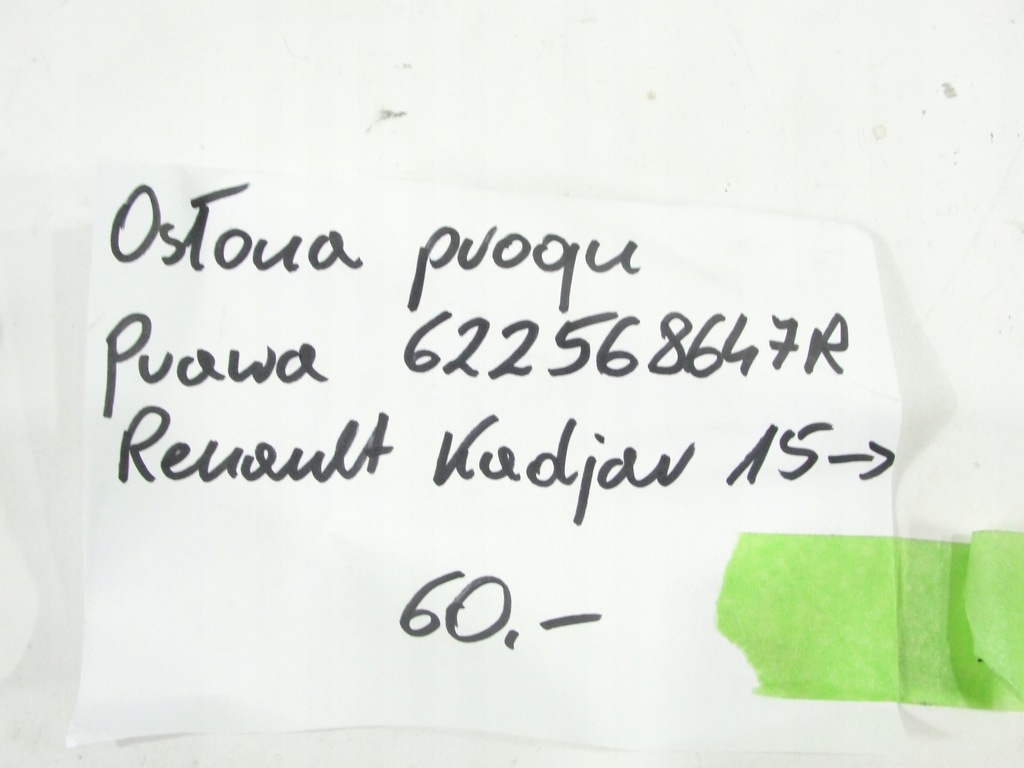 Osłona progu
Prawa 622568647R
Renault Kadjar 15->
60.-